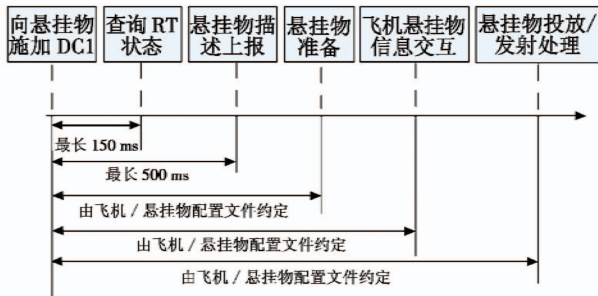 向悬挂物
施加 DC1
查询 RT
状态
悬挂物描
述上报
悬挂物
准备
飞机悬挂物
信息交互
悬挂物投放/
发射处理
最长 150 ms
最长 500 ms
由飞机 / 悬挂物配置文件约定
由飞机 / 悬挂物配置文件约定
由飞机 / 悬挂物配置文件约定